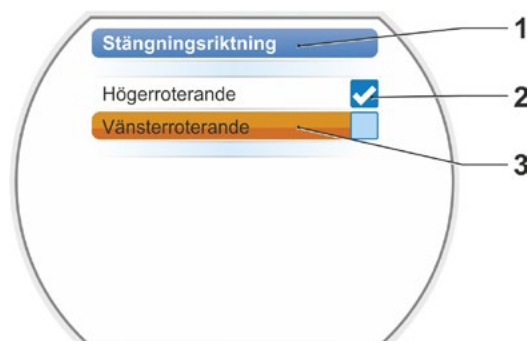 Stängningsriktning
1
Högerroterande
2
Vänsterroterande
3